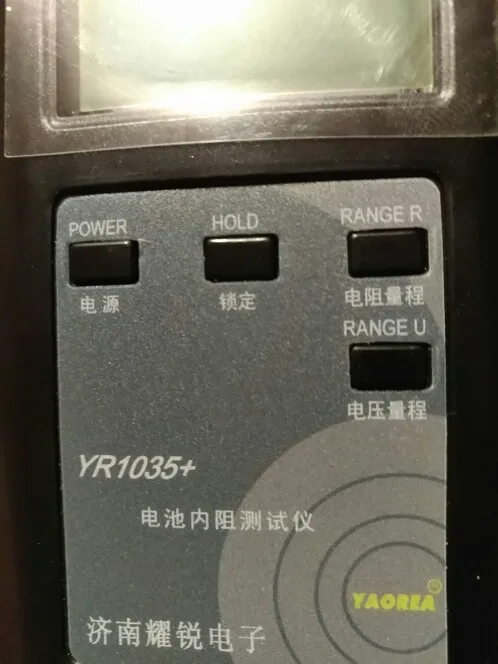 POWER HOLD RANGE R
电源 锁定 电阻量程
RANGE U
电压量程
YR1035+
电池内阻测试仪
YAOREA
济南耀锐电子